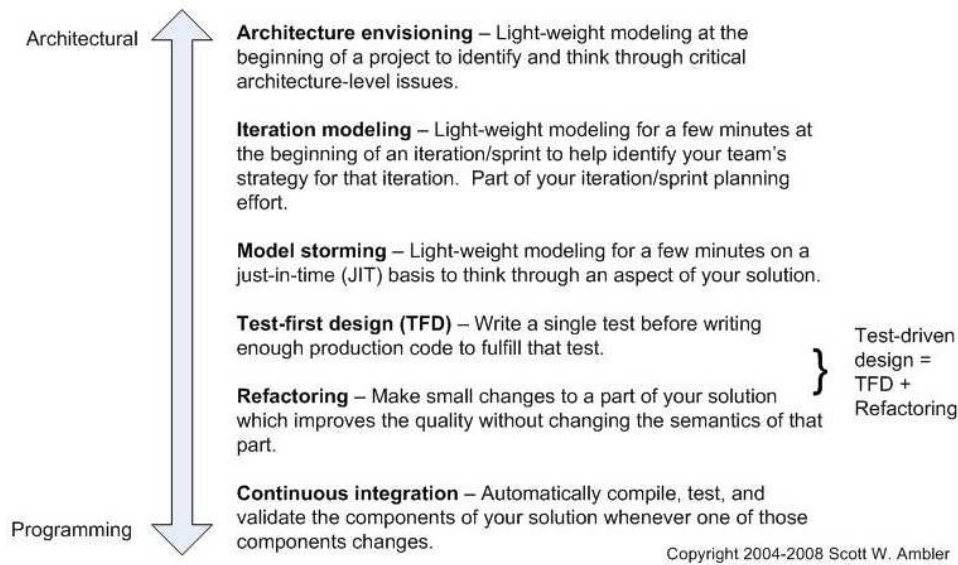 Architectural
Architecture envisioning – Light-weight modeling at the
beginning of a project to identify and think through critical
architecture-level issues.
Iteration modeling – Light-weight modeling for a few minutes at
the beginning of an iteration/sprint to help identify your team's
strategy for that iteration. Part of your iteration/sprint planning
effort.
Model storming – Light-weight modeling for a few minutes on a
just-in-time (JIT) basis to think through an aspect of your solution.
Test-first design (TFD) – Write a single test before writing
enough production code to fulfill that test.
Refactoring – Make small changes to a part of your solution
which improves the quality without changing the semantics of that
part.
}
Test-driven
design =
TFD +
Refactoring
Continuous integration – Automatically compile, test, and
validate the components of your solution whenever one of those
components changes.
Programming
Copyright 2004-2008 Scott W. Ambler